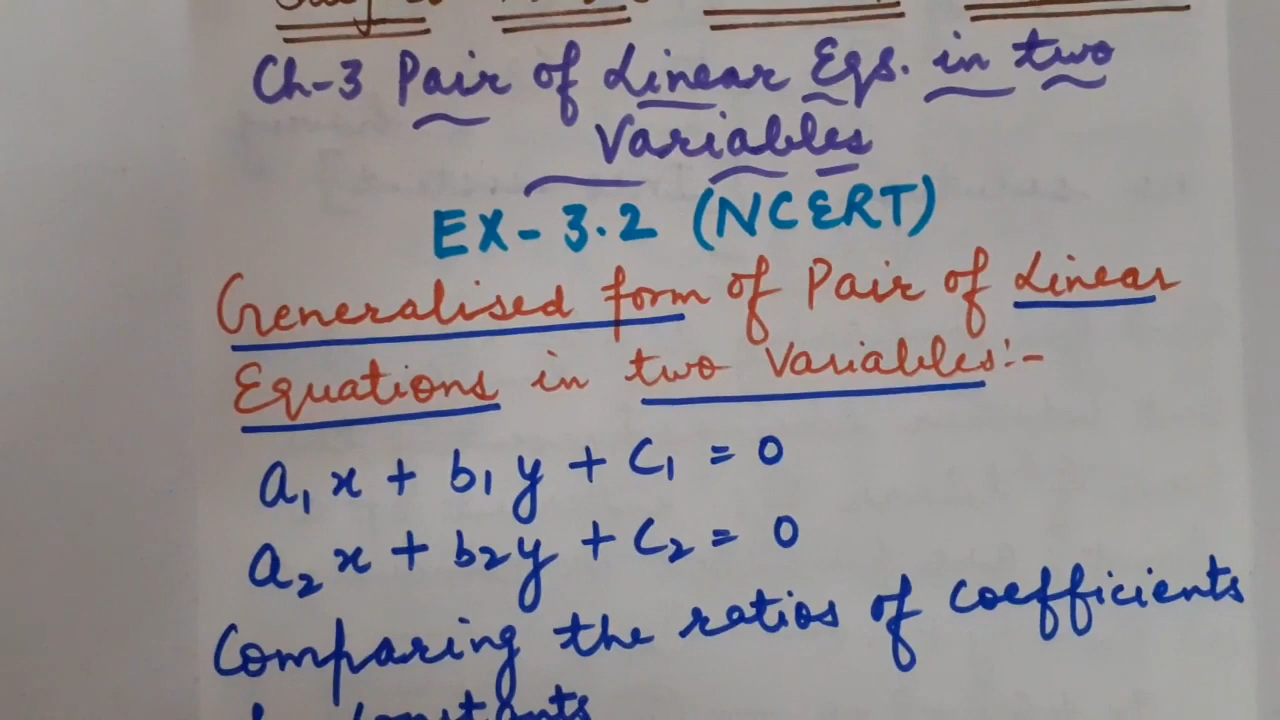 Ch-3 Pair of Linear Eqs. in two
Variables
EX-3.2 (NCERT)
Generalised form of Pair of Linear
Equations in two Variables:-
a₁x + b₁y + c₁ = 0
a₂x + b₂y + c₂ = 0
Comparing the ratios of coefficients